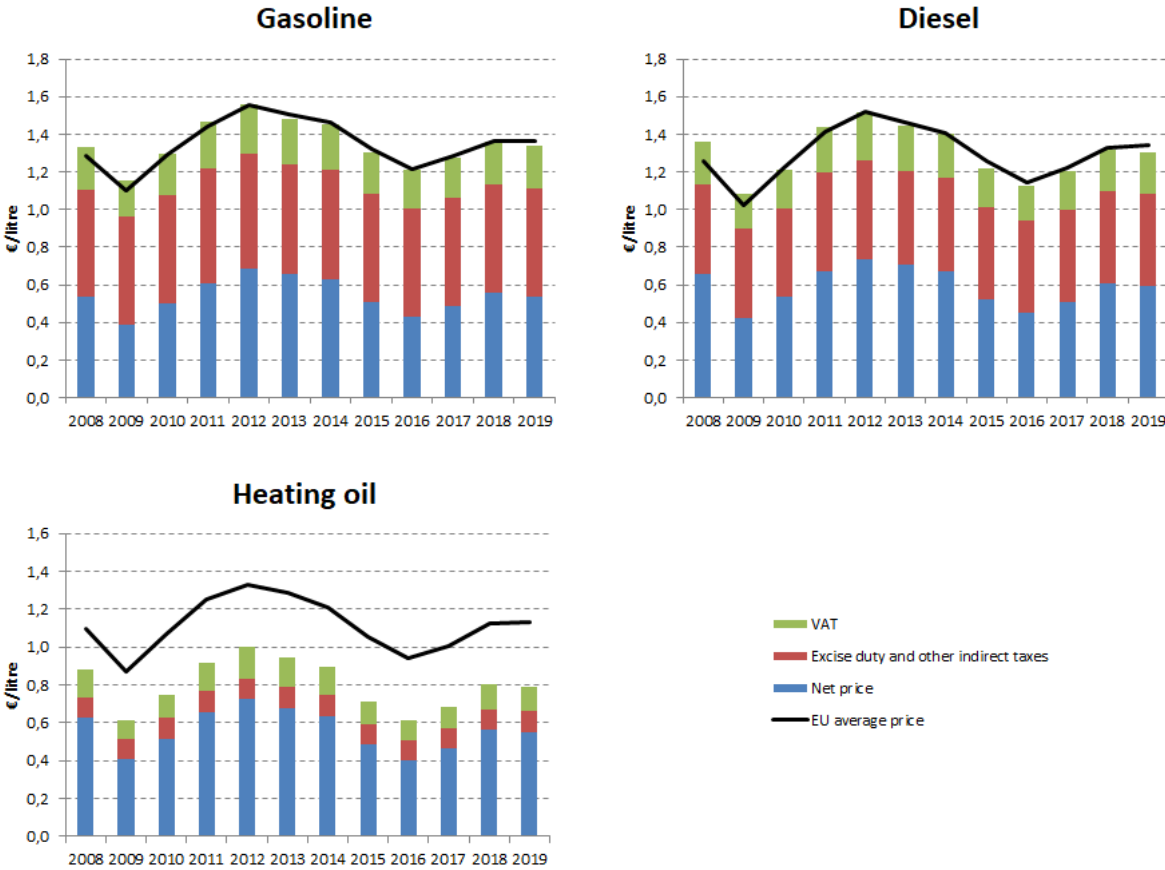 Gasoline
€/litre
1,8
1,6
1,4
1,2
1,0
0,8
0,6
0,4
0,2
0,0
2008 2009 2010 2011 2012 2013 2014 2015 2016 2017 2018 2019
Diesel
€/litre
1,8
1,6
1,4
1,2
1,0
0,8
0,6
0,4
0,2
0,0
2008 2009 2010 2011 2012 2013 2014 2015 2016 2017 2018 2019
Heating oil
€/litre
1,6
1,4
1,2
1,0
0,8
0,6
0,4
0,2
0,0
2008 2009 2010 2011 2012 2013 2014 2015 2016 2017 2018 2019
VAT
Excise duty and other indirect taxes
Net price
EU average price